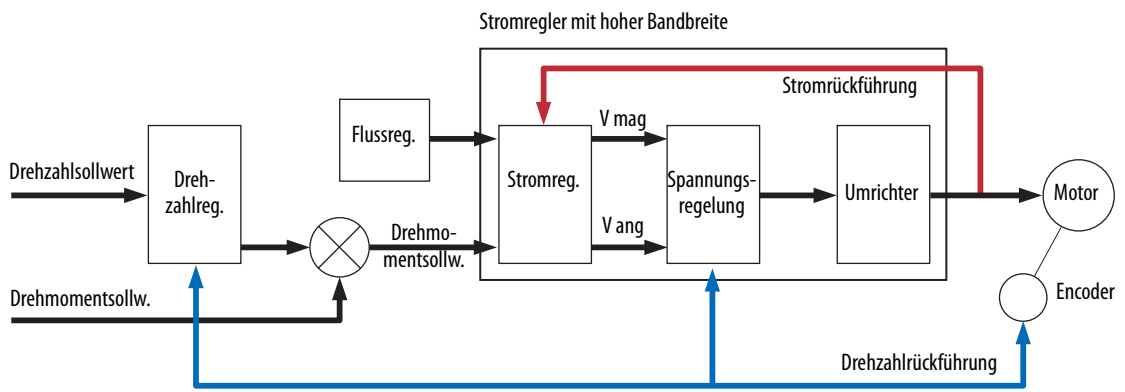 Stromregler mit hoher Bandbreite
Stromrückführung
Flussreg.
V mag
Drehzahlsollwert
Dreh-
zahlreg.
Stromreg.
Spannungs-
regelung
Umrichter
Motor
V ang
Drehmo-
mentsollw.
Drehmomentsollw.
Encoder
Drehzahlrückführung